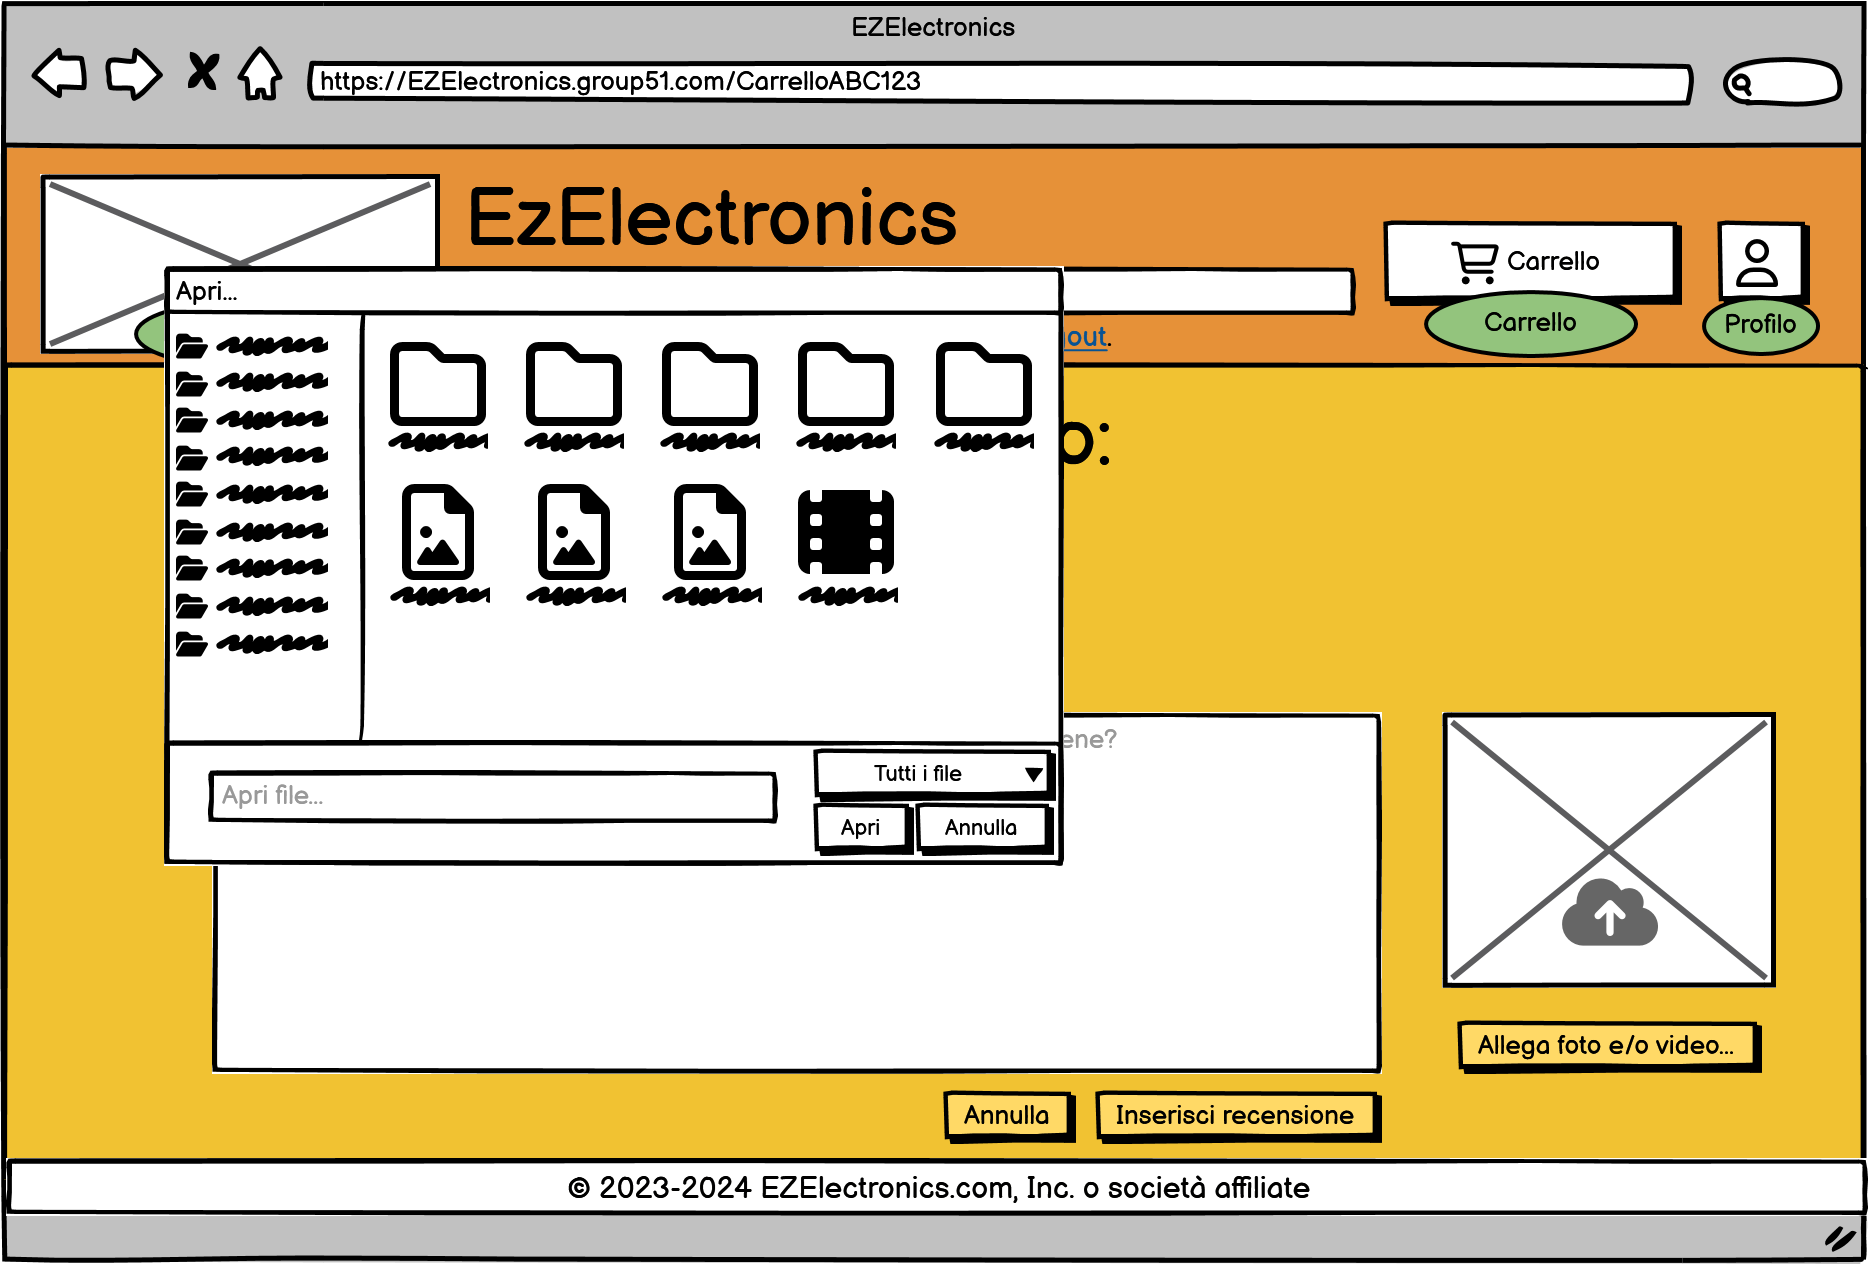 EZElectronics
https://EZElectronics.group51.com/CarrelloABC123
EzElectronics
Carrello
Carrello
Profilo
Apri...
out.
o:
ene?
Apri file...
Tutti i file
Apri
Annulla
Allega foto e/o video...
Annulla
Inserisci recensione
© 2023-2024 EZElectronics.com, Inc. o società affiliate